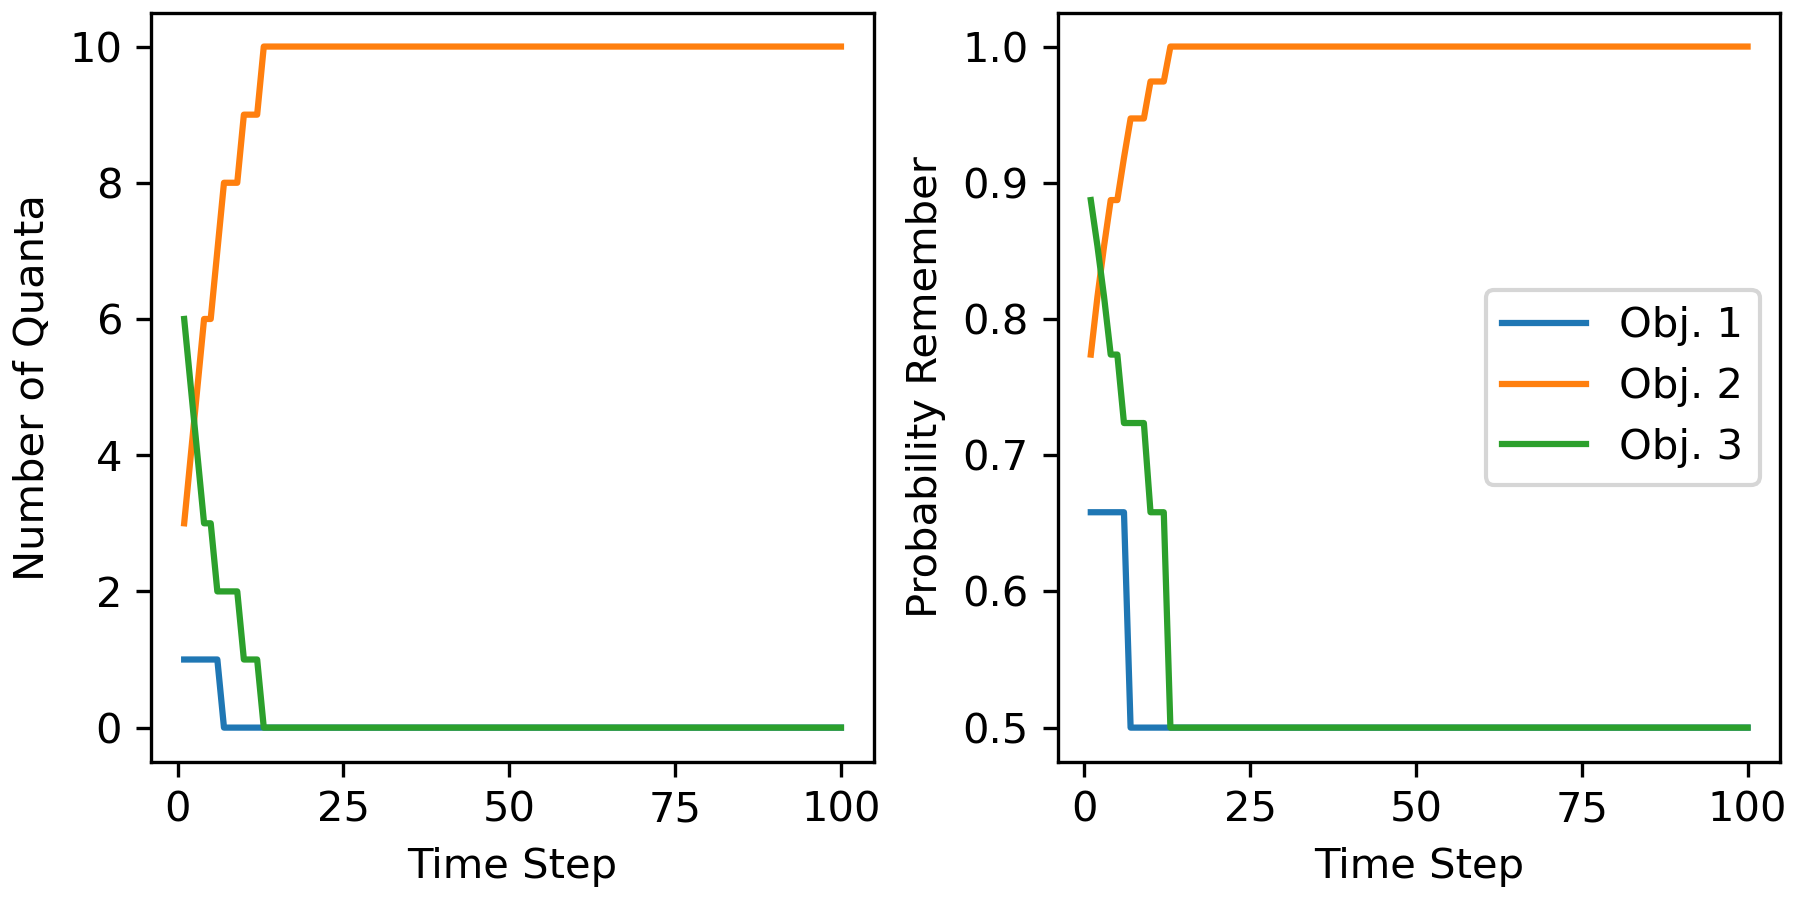 Number of Quanta
10
8
6
4
2
0
0 25 50 75 100
Time Step
Probability Remember
1.0
0.9
0.8
0.7
0.6
0.5
0 25 50 75 100
Time Step
Obj. 1
Obj. 2
Obj. 3